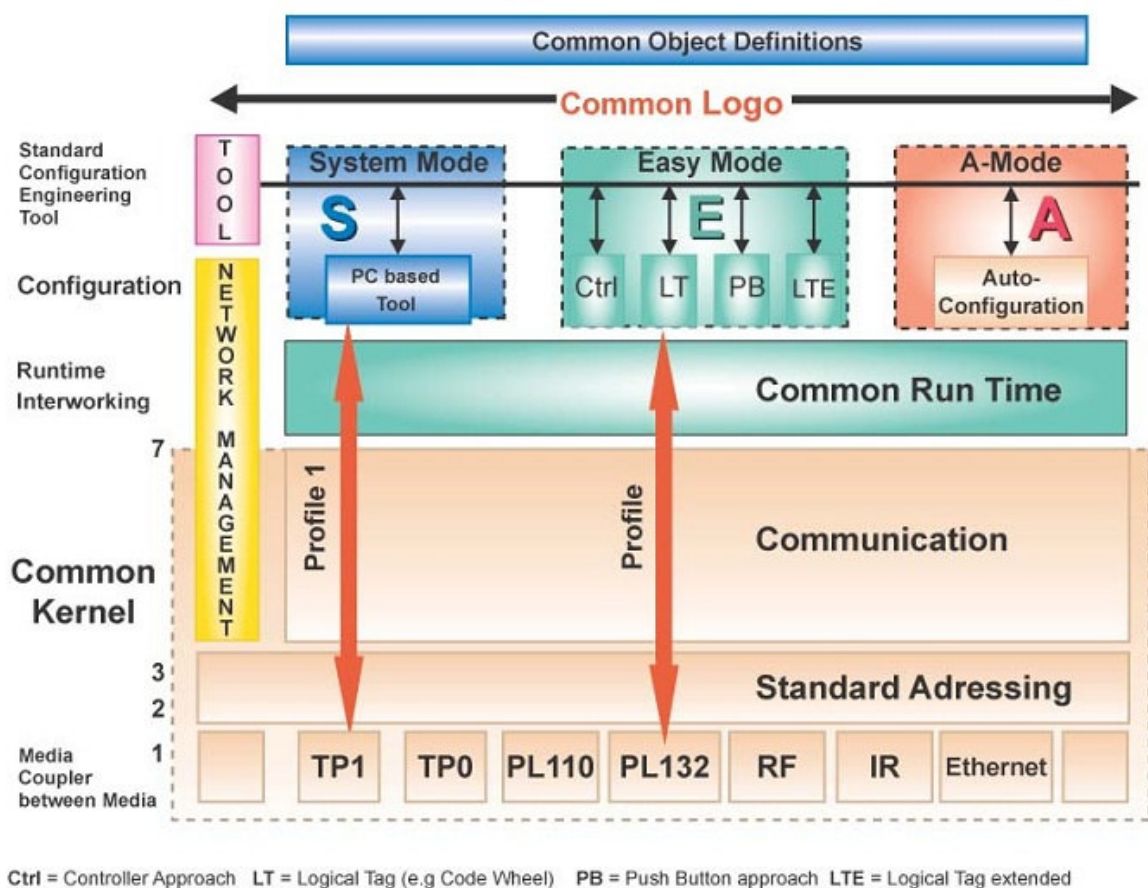 Common Object Definitions
Common Logo
Standard
Configuration
Engineering
Tool
TOOL
System Mode
Easy Mode
A-Mode
S
E
A
Configuration
NETWORK MANAGEMENT
PC based
Tool
Ctrl
LT
PB
LTE
Auto-
Configuration
Runtime
Interworking
Common Run Time
7
Profile 1
Profile
Communication
Common
Kernel
3
2
Standard Adressing
1
Media
Coupler
between Media
TP1
TP0
PL110
PL132
RF
IR
Ethernet
Ctrl = Controller Approach LT = Logical Tag (e.g Code Wheel) PB = Push Button approach LTE = Logical Tag extended